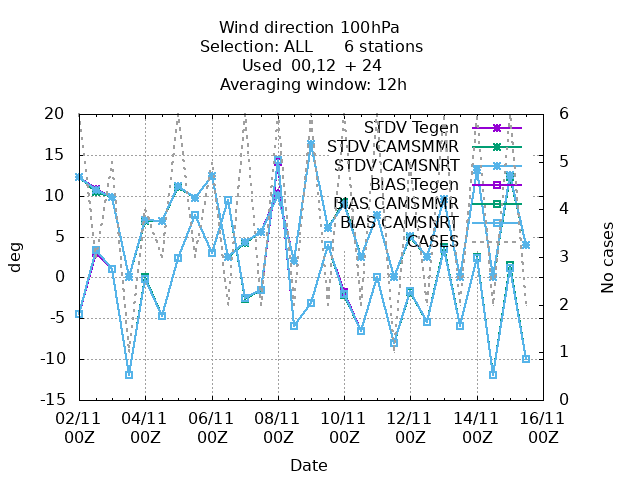 Wind direction 100hPa
Selection: ALL 6 stations
Used 00,12 + 24
Averaging window: 12h
20
15
10
5
0
-5
-10
-15
deg
6
5
4
3
2
1
0
No cases
STDV Tegen
STDV CAMSMMR
STDV CAMSNRT
BIAS Tegen
BIAS CAMSMMR
BIAS CAMSNRT
CASES
02/11 04/11 06/11 08/11 10/11 12/11 14/11 16/11
00Z 00Z 00Z 00Z 00Z 00Z 00Z 00Z
Date